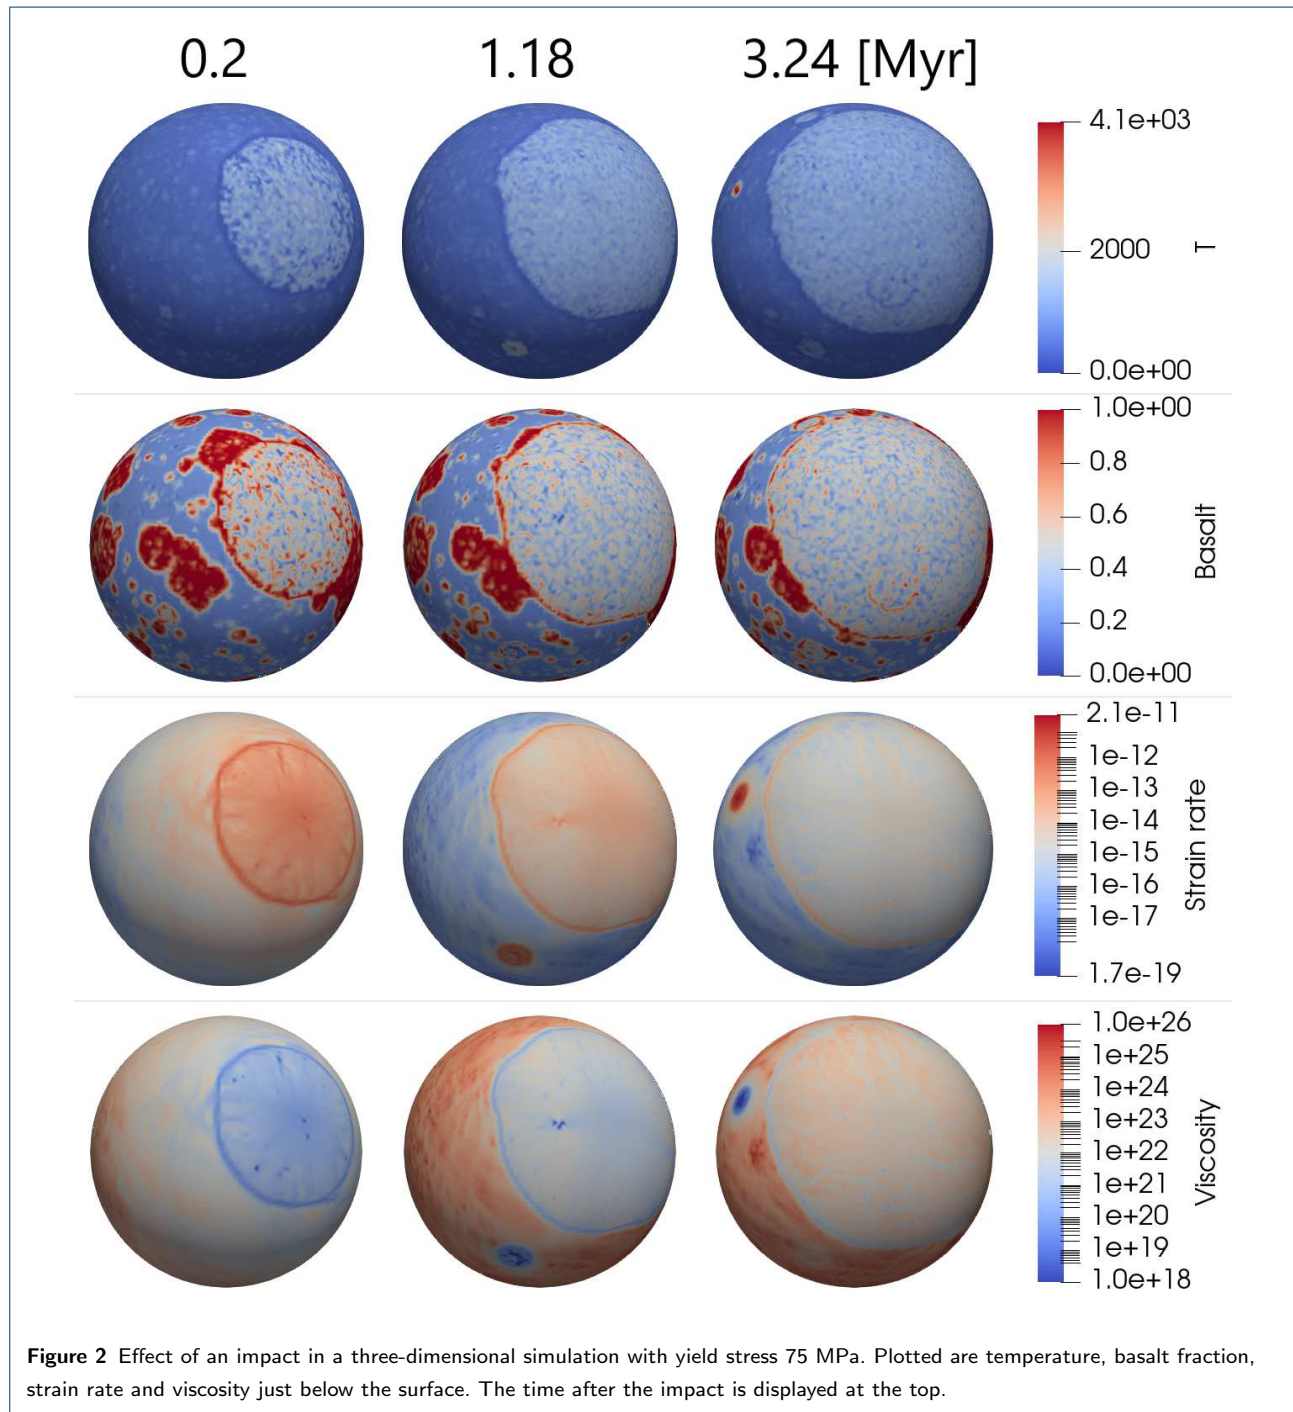 0.2 1.18 3.24 [Myr]
4.1e+03
2000
0.0e+00
T
1.0e+00
0.8
0.6
0.4
0.2
0.0e+00
Basalt
2.1e-11
1e-12
1e-13
1e-14
1e-15
1e-16
1e-17
1.7e-19
Strain rate
1.0e+26
1e+25
1e+24
1e+23
1e+22
1e+21
1e+20
1e+19
1.0e+18
Viscosity
Figure 2 Effect of an impact in a three-dimensional simulation with yield stress 75 MPa. Plotted are temperature, basalt fraction,
strain rate and viscosity just below the surface. The time after the impact is displayed at the top.